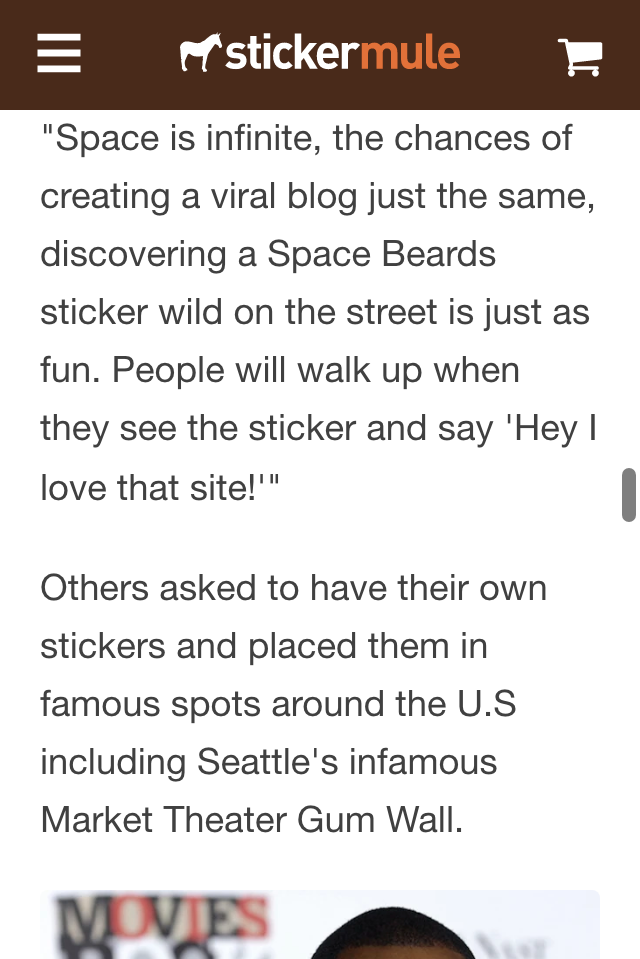 stickermule
"Space is infinite, the chances of
creating a viral blog just the same,
discovering a Space Beards
sticker wild on the street is just as
fun. People will walk up when
they see the sticker and say 'Hey I
love that site!'"
Others asked to have their own
stickers and placed them in
famous spots around the U.S
including Seattle's infamous
Market Theater Gum Wall.
MOVIES